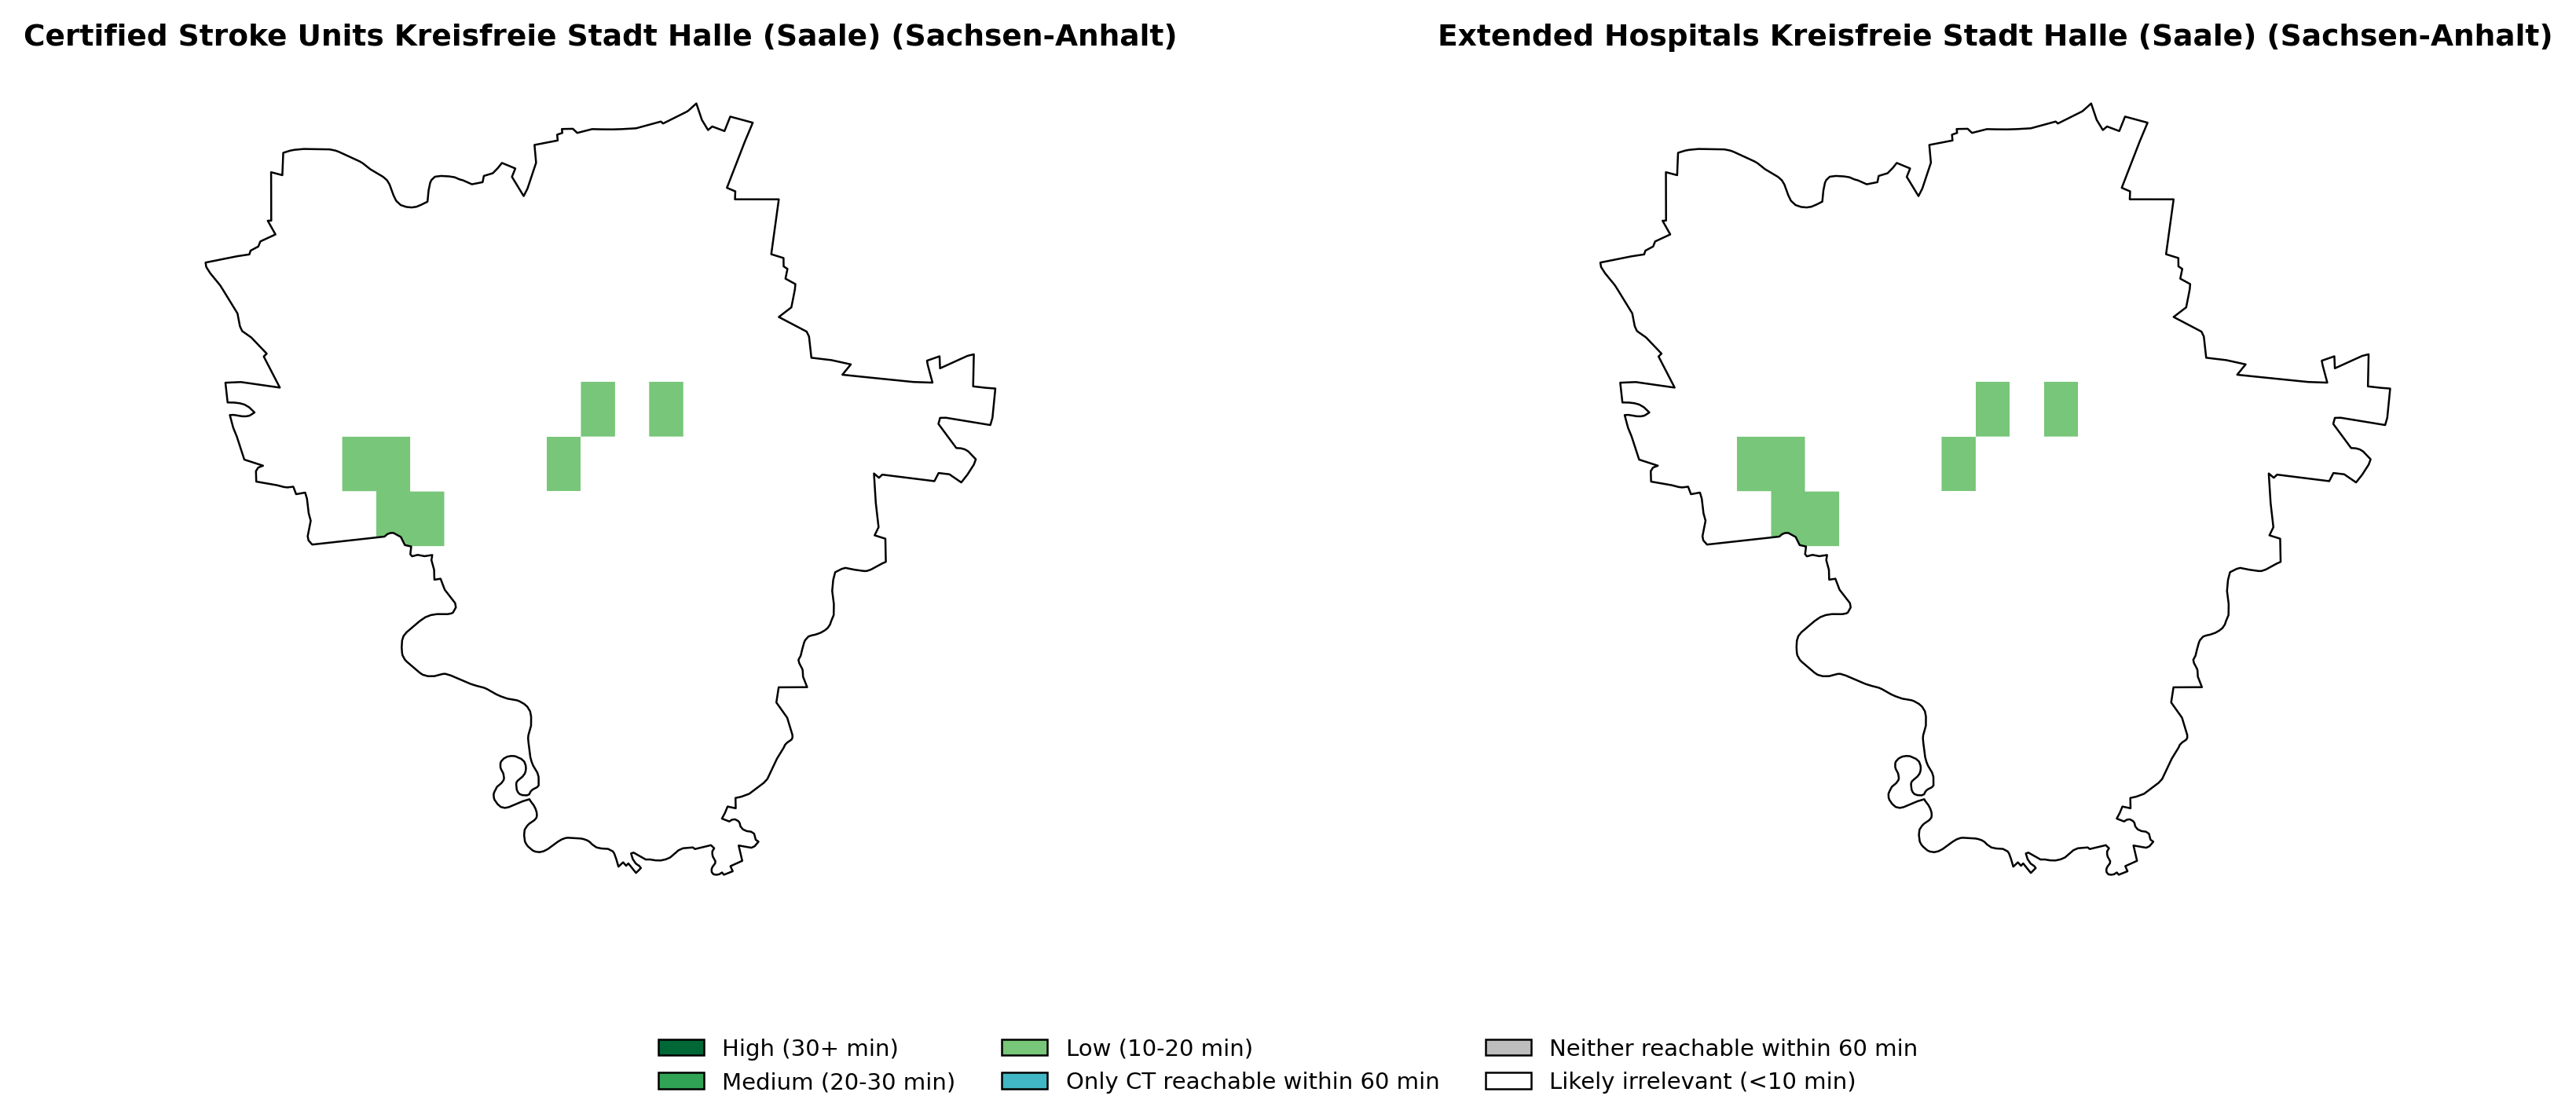 Certified Stroke Units Kreisfreie Stadt Halle (Saale) (Sachsen-Anhalt)
Extended Hospitals Kreisfreie Stadt Halle (Saale) (Sachsen-Anhalt)
High (30+ min)
Medium (20-30 min)
Low (10-20 min)
Only CT reachable within 60 min
Neither reachable within 60 min
Likely irrelevant (<10 min)